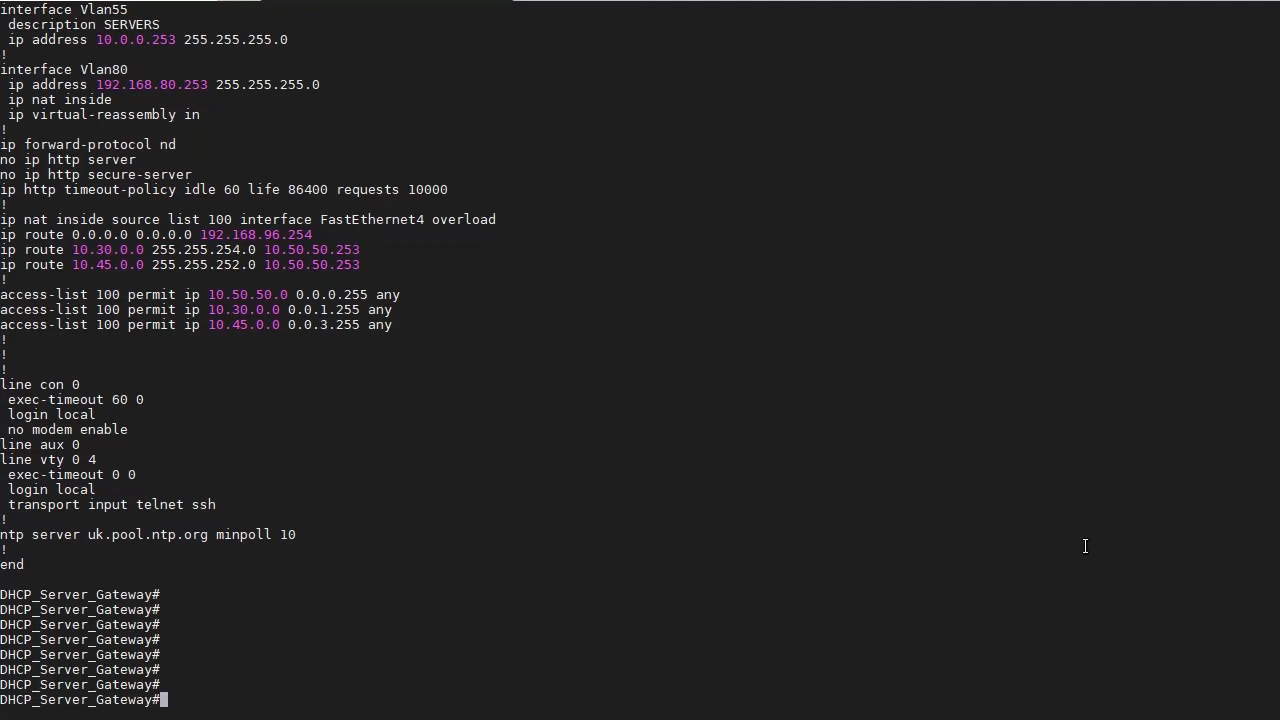 interface Vlan55
 description SERVERS
 ip address 10.0.0.253 255.255.255.0
!
interface Vlan80
 ip address 192.168.80.253 255.255.255.0
 ip nat inside
 ip virtual-reassembly in
!
ip forward-protocol nd
no ip http server
no ip http secure-server
ip http timeout-policy idle 60 life 86400 requests 10000
!
ip nat inside source list 100 interface FastEthernet4 overload
ip route 0.0.0.0 0.0.0.0 192.168.96.254
ip route 10.30.0.0 255.255.254.0 10.50.50.253
ip route 10.45.0.0 255.255.252.0 10.50.50.253
!
access-list 100 permit ip 10.50.50.0 0.0.0.255 any
access-list 100 permit ip 10.30.0.0 0.0.1.255 any
access-list 100 permit ip 10.45.0.0 0.0.3.255 any
!
!
!
line con 0
 exec-timeout 60 0
 login local
 no modem enable
line aux 0
line vty 0 4
 exec-timeout 0 0
 login local
 transport input telnet ssh
!
ntp server uk.pool.ntp.org minpoll 10
!
end

DHCP_Server_Gateway#
DHCP_Server_Gateway#
DHCP_Server_Gateway#
DHCP_Server_Gateway#
DHCP_Server_Gateway#
DHCP_Server_Gateway#
DHCP_Server_Gateway#
DHCP_Server_Gateway#